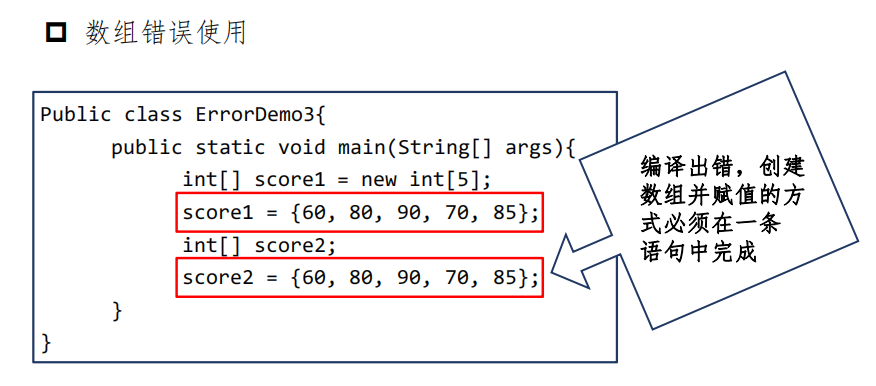 数组错误使用
Public class ErrorDemo3{
public static void main(String[] args){
int[] score1 = new int[5];
score1 = {60, 80, 90, 70, 85};
int[] score2;
score2 = {60, 80, 90, 70, 85};
}
}
编译出错，创建
数组并赋值的方
式必须在一条
语句中完成